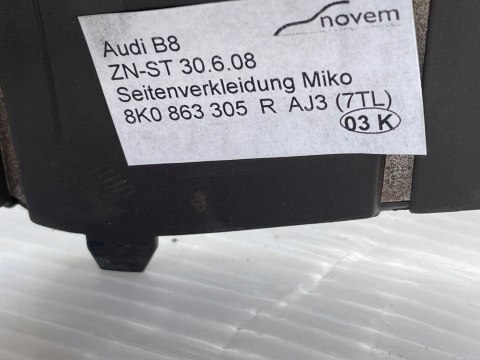 novem
Audi B8
ZN-ST 30.6.08
Seitenverkleidung Miko
8K0 863 305 R AJ3 (7TL)
03 K